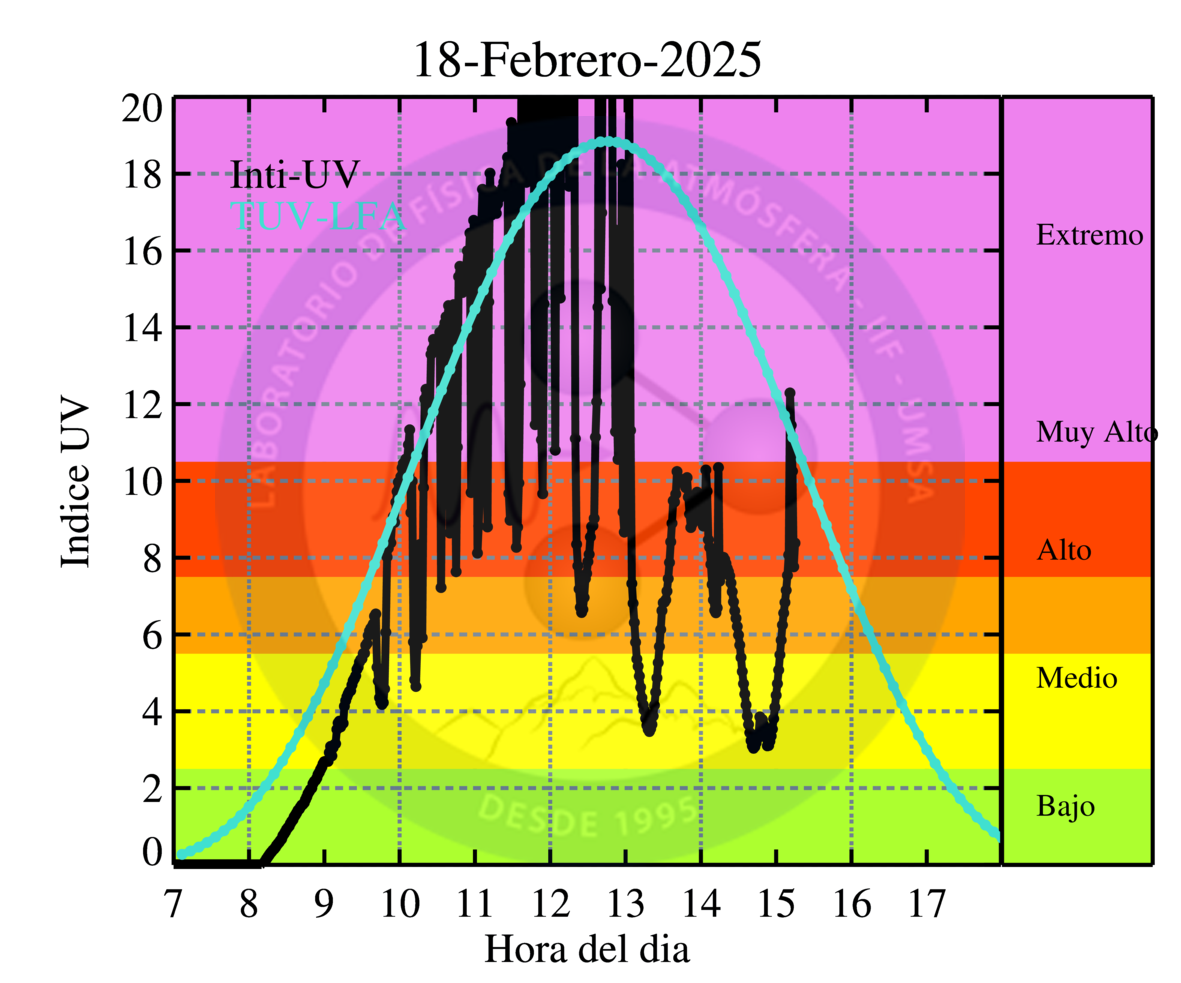 18-Febrero-2025
Indice UV
20
18
16
14
12
10
8
6
4
2
0
Inti-UV
TUV-LFA
LABORATORIO DE FÍSICA DE LA ATMÓSFERA - IIF - UMSA
DESDE 1995
Extremo
Muy Alto
Alto
Medio
Bajo
7 8 9 10 11 12 13 14 15 16 17
Hora del dia